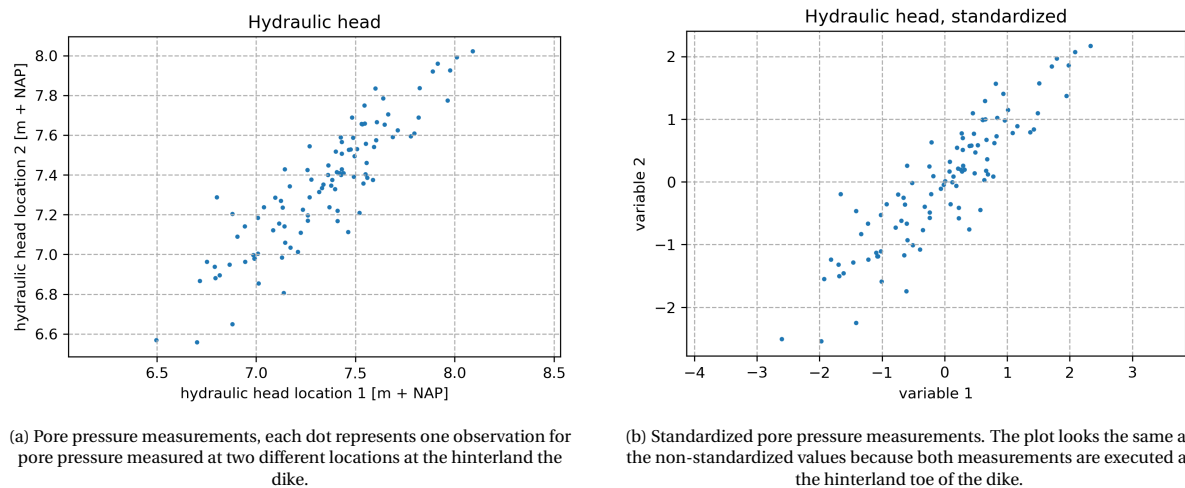 Hydraulic head
hydraulic head location 2 [m + NAP]
8.0
7.8
7.6
7.4
7.2
7.0
6.8
6.6
6.5
7.0
7.5
8.0
8.5
hydraulic head location 1 [m + NAP]
(a) Pore pressure measurements, each dot represents one observation for
pore pressure measured at two different locations at the hinterland the
dike.
Hydraulic head, standardized
variable 2
2
1
0
−1
−2
−4
−3
−2
−1
0
1
2
3
variable 1
(b) Standardized pore pressure measurements. The plot looks the same a
the non-standardized values because both measurements are executed a
the hinterland toe of the dike.